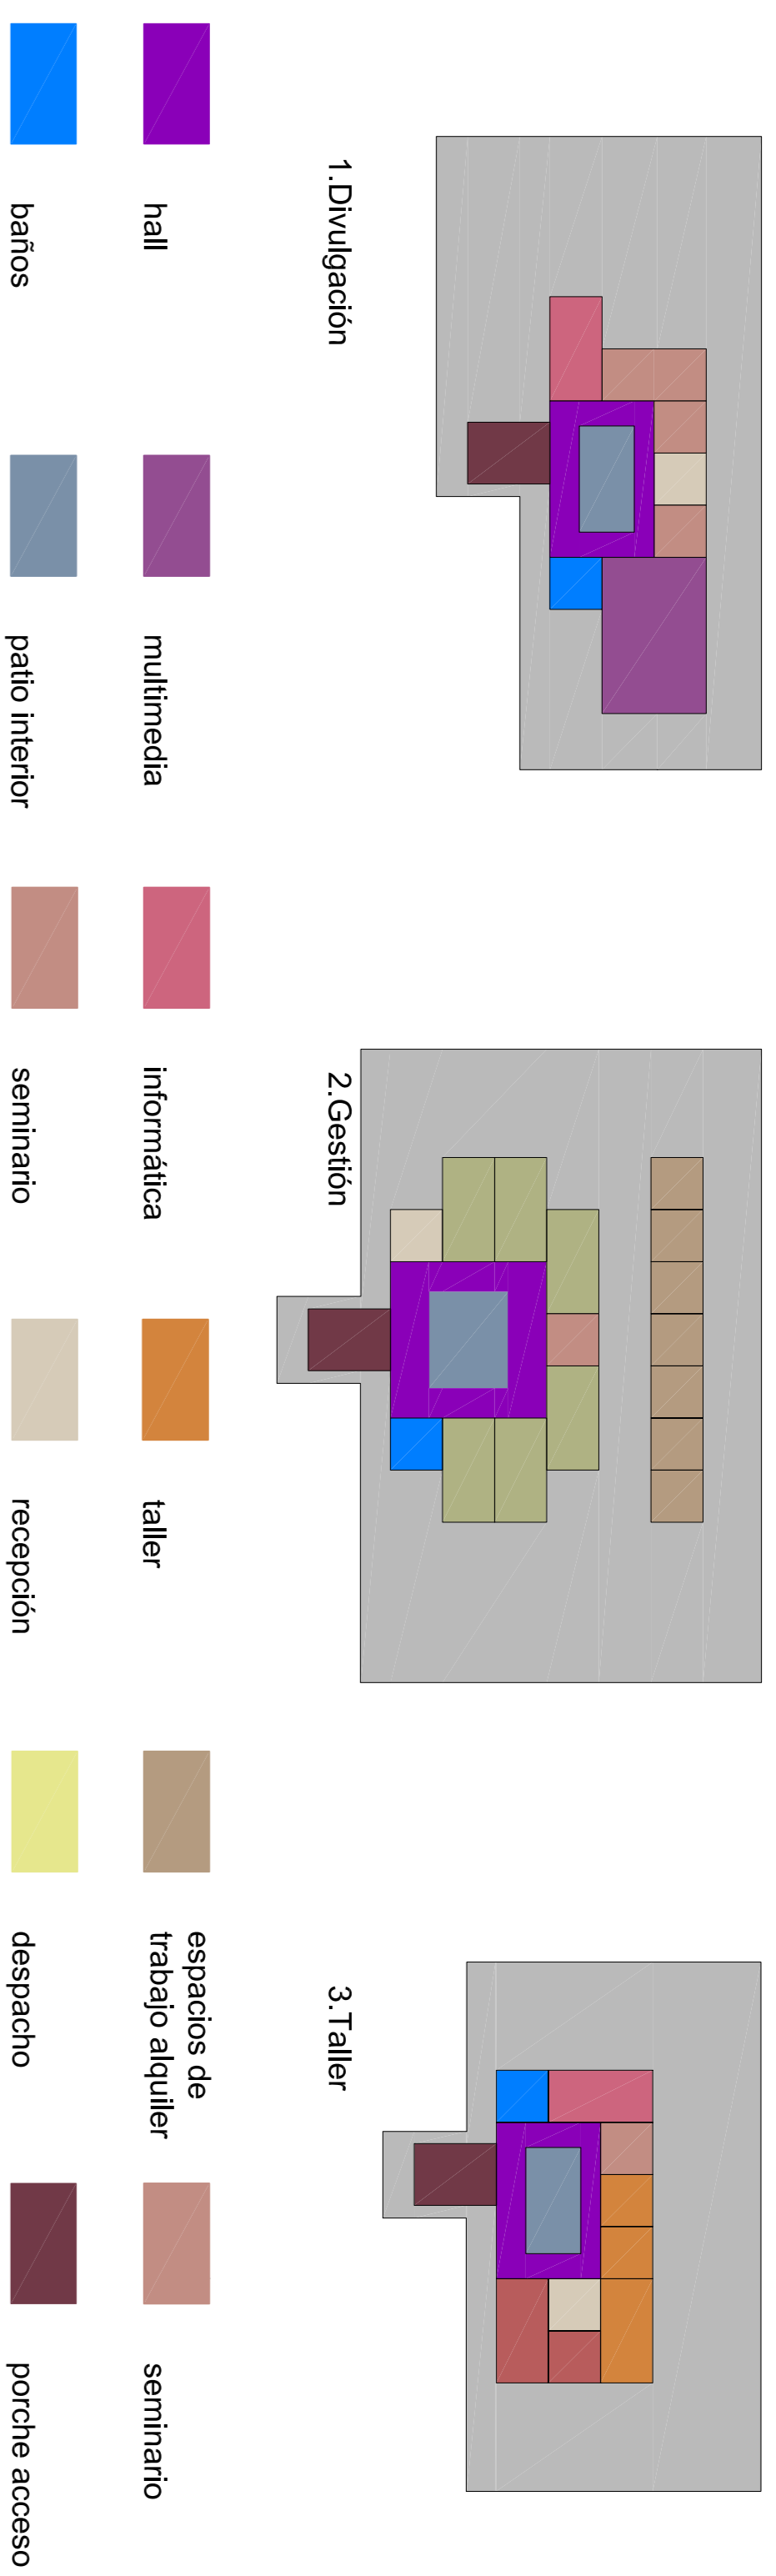 1.Divulgación
2.Gestión
3.Taller
hall
multimedia
informática
taller
espacios de
trabajo alquiler
seminario
baños
patio interior
seminario
recepción
despacho
porche acceso